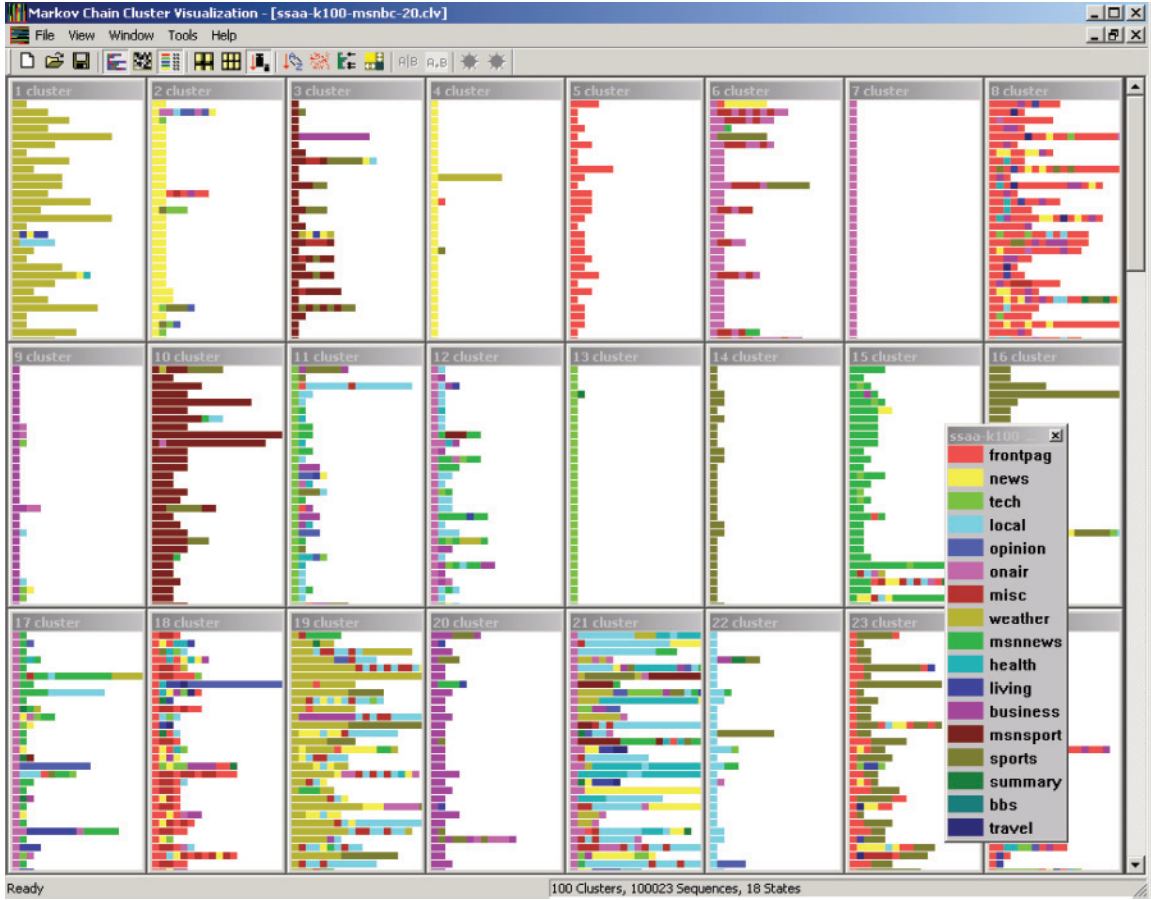 Markov Chain Cluster Visualization - [ssaa-k100-msnbc-20.clv]
File View Window Tools Help
A|B A,B
1 cluster 2 cluster 3 cluster 4 cluster 5 cluster 6 cluster 7 cluster 8 cluster
9 cluster 10 cluster 11 cluster 12 cluster 13 cluster 14 cluster 15 cluster 16 cluster
ssaa-k100-...
frontpag
news
tech
local
opinion
onair
misc
weather
msnnews
health
living
business
msnsport
sports
summary
bbs
travel
17 cluster 18 cluster 19 cluster 20 cluster 21 cluster 22 cluster 23 cluster
Ready 100 Clusters, 100023 Sequences, 18 States